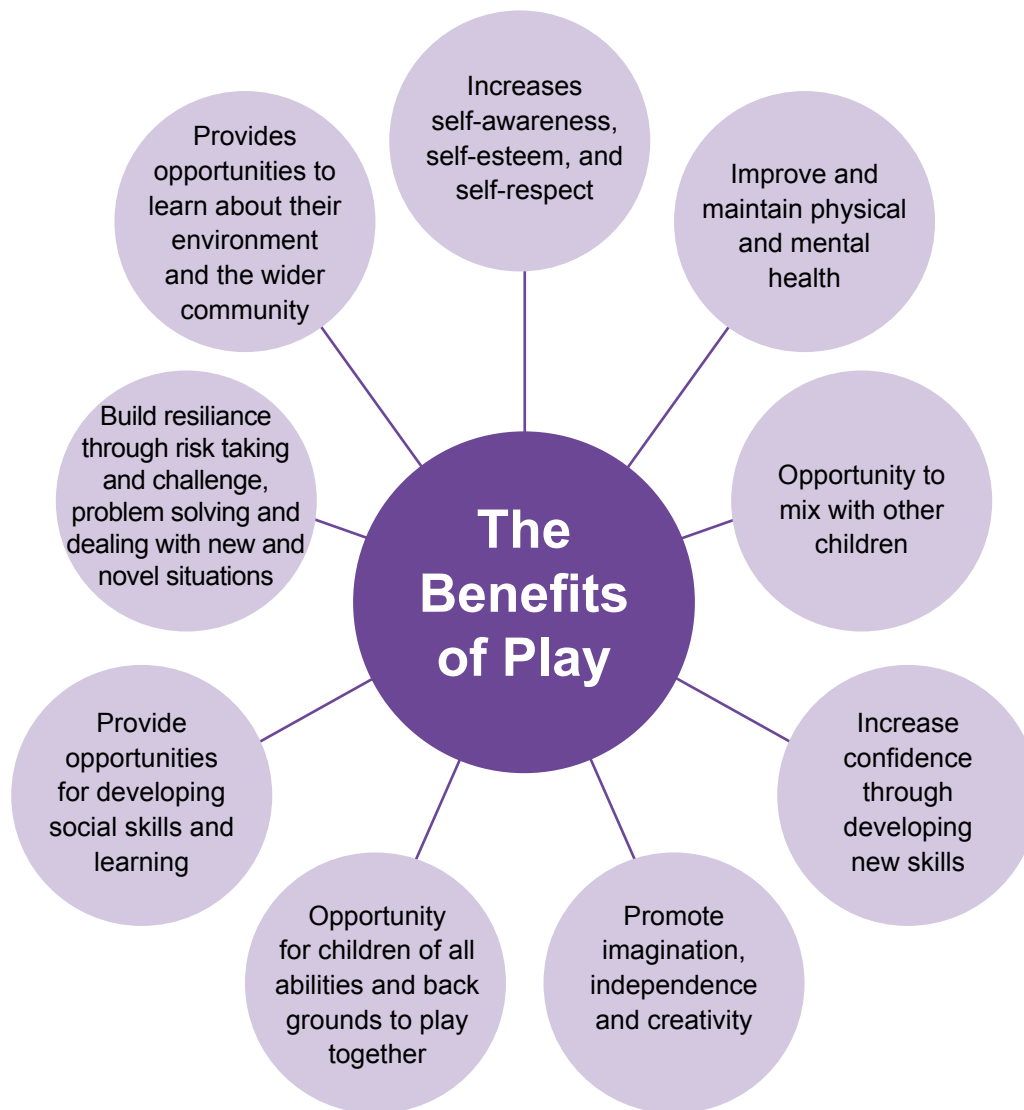 The
Benefits
of Play
Increases
self-awareness,
self-esteem, and
self-respect
Improve and
maintain physical
and mental
health
Opportunity to
mix with other
children
Increase
confidence
through
developing
new skills
Promote
imagination,
independence
and creativity
Opportunity
for children of all
abilities and back
grounds to play
together
Provide
opportunities
for developing
social skills and
learning
Build resiliance
through risk taking
and challenge,
problem solving and
dealing with new and
novel situations
Provides
opportunities to
learn about their
environment
and the wider
community